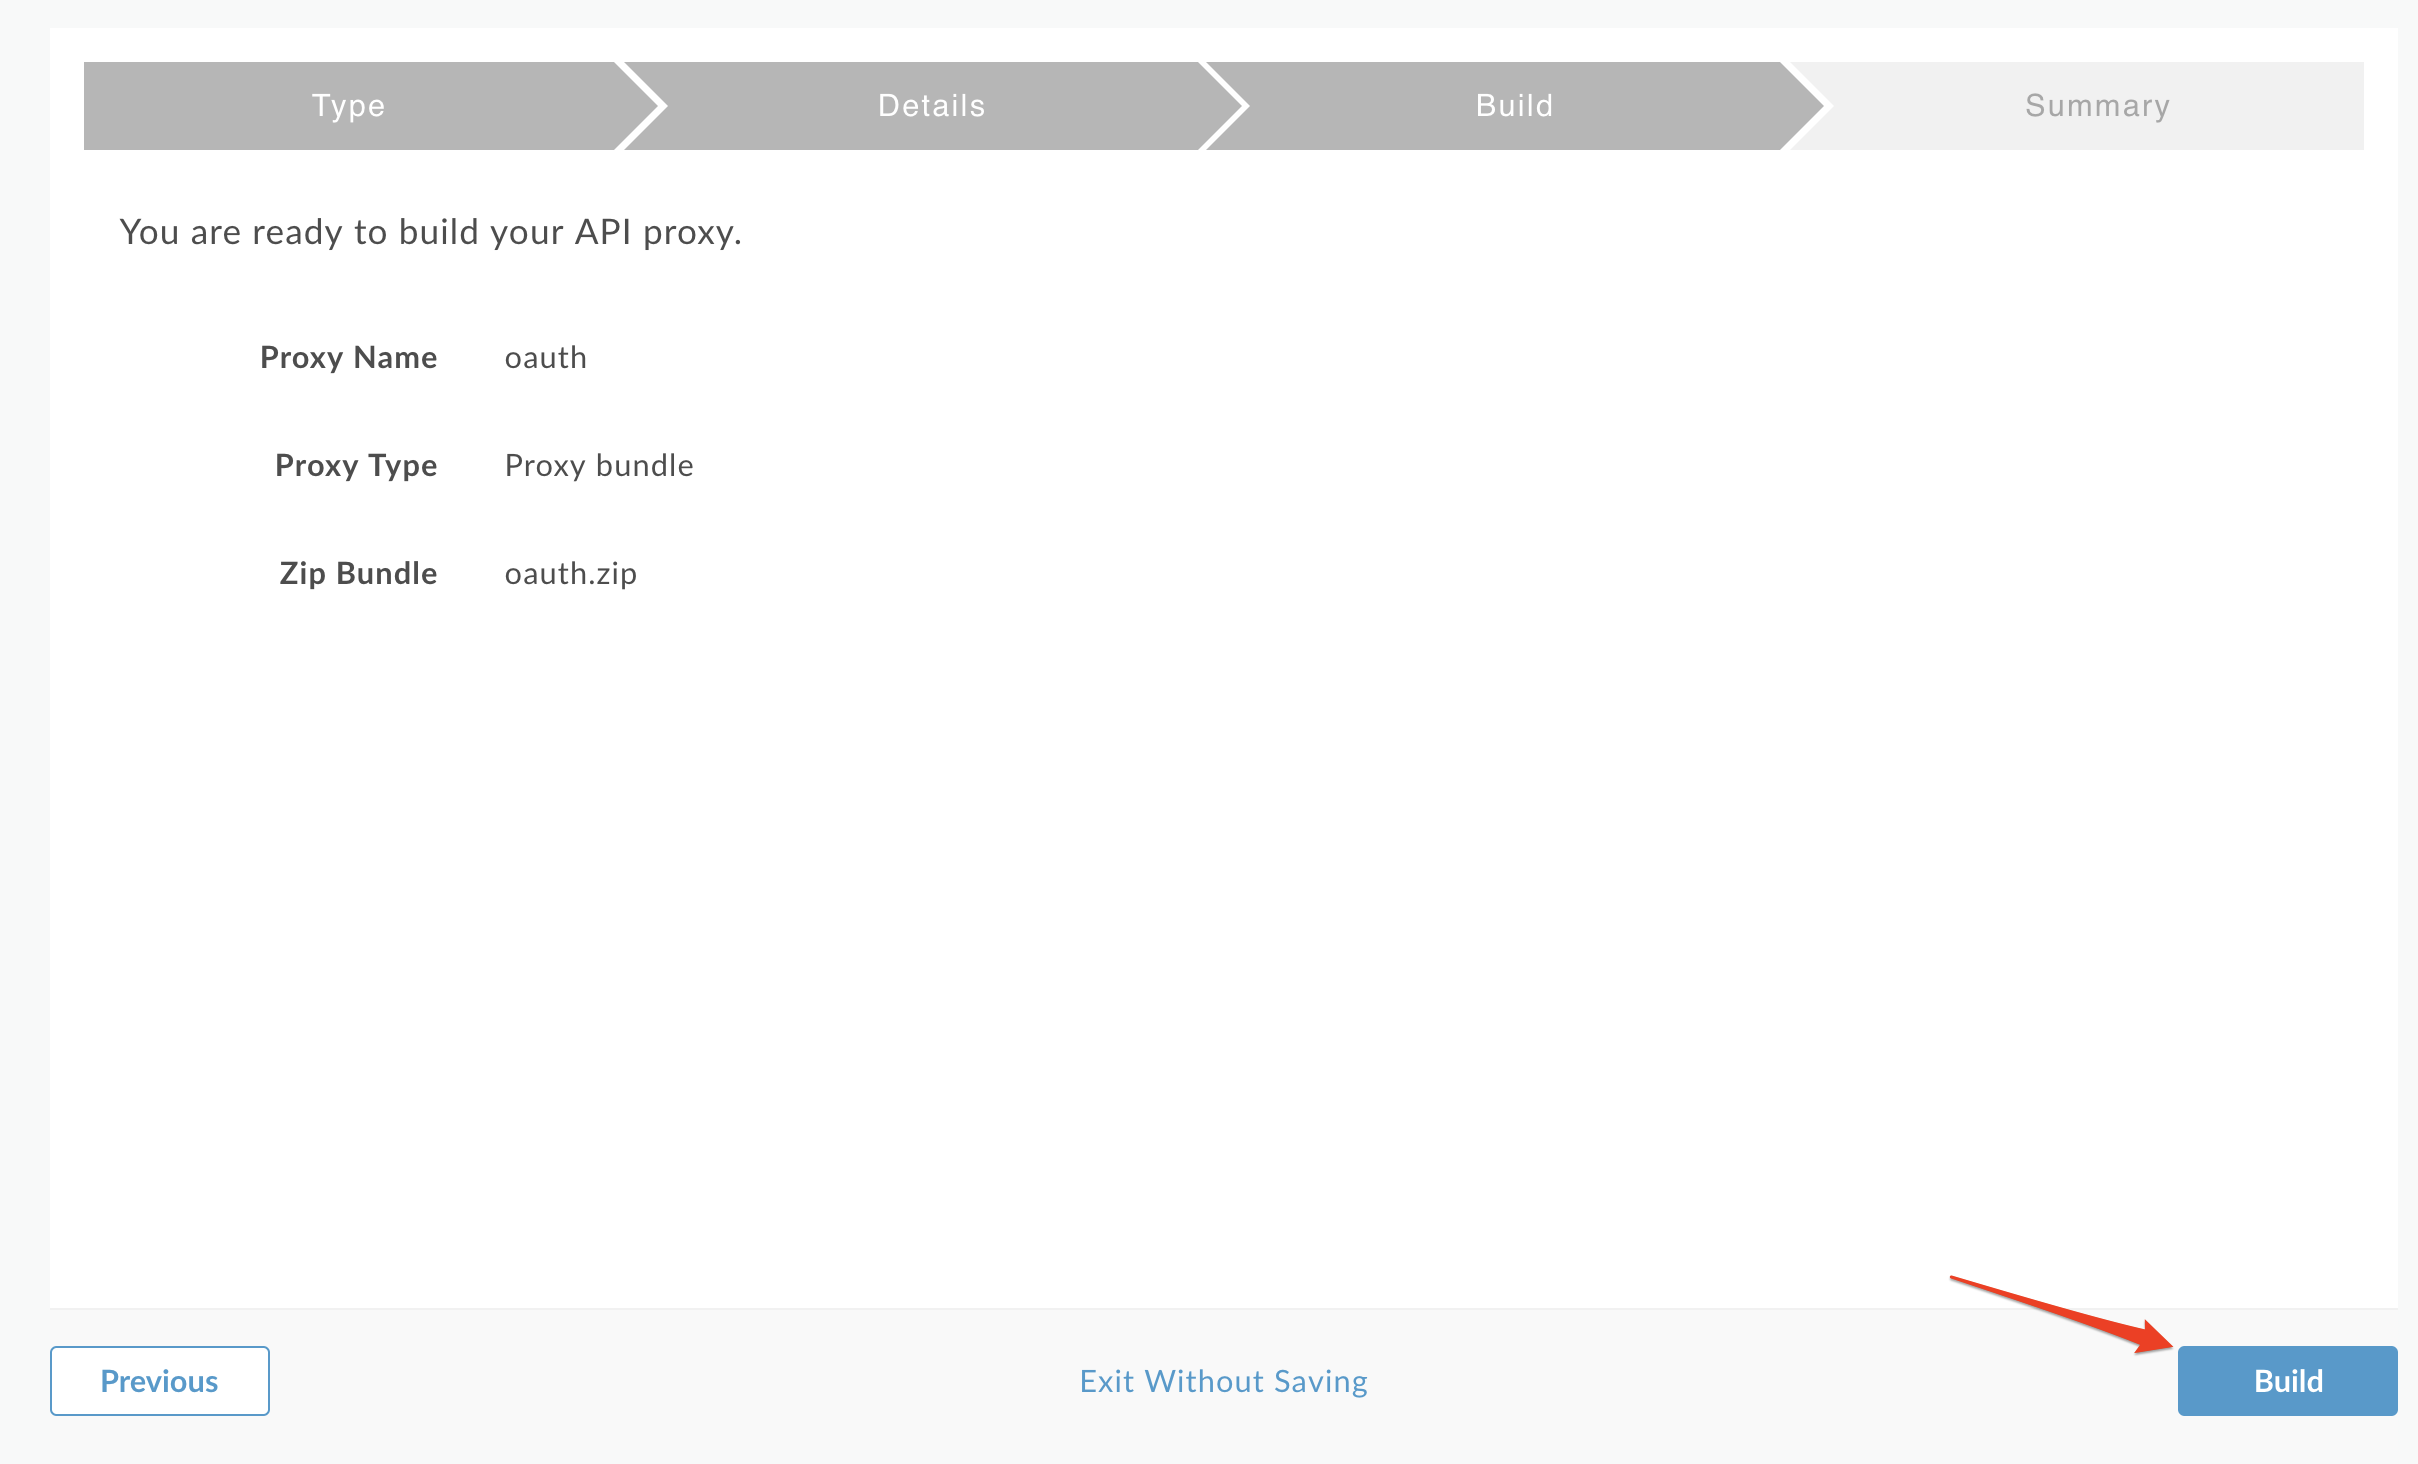 Type Details Build Summary
You are ready to build your API proxy.
Proxy Name oauth
Proxy Type Proxy bundle
Zip Bundle oauth.zip
Previous Exit Without Saving Build